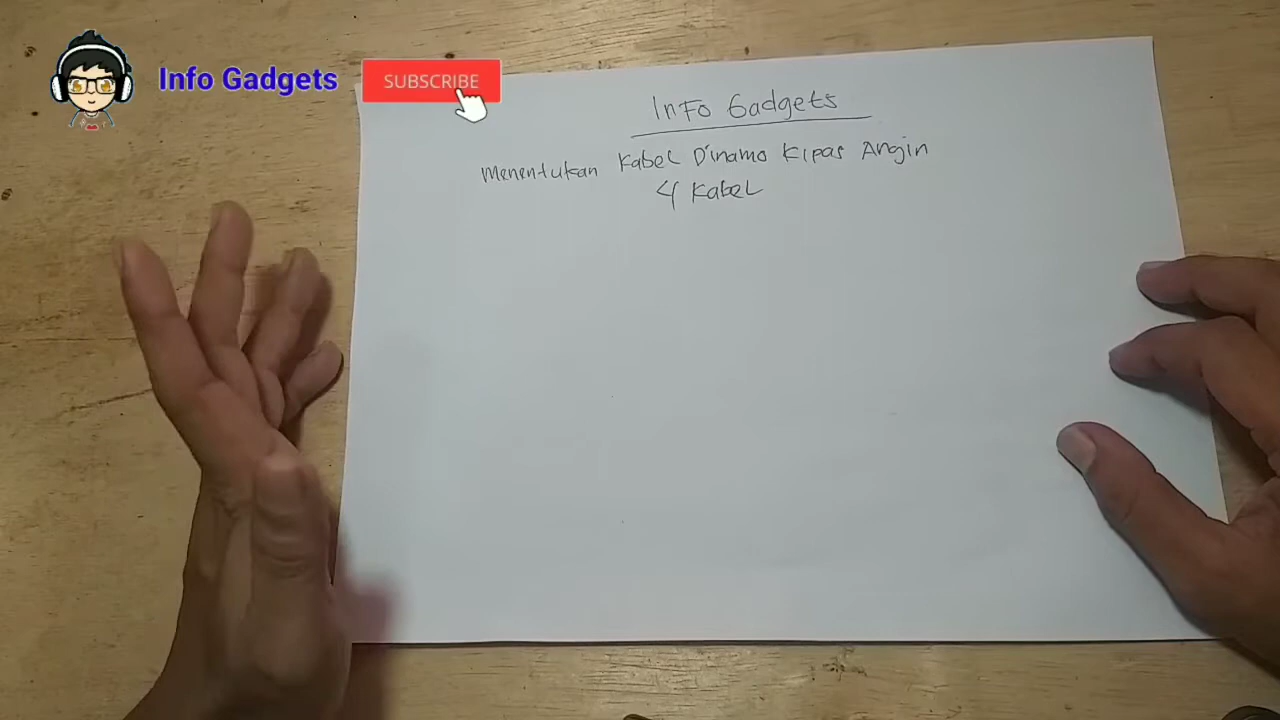 Info Gadgets
SUBSCRIBE
InFo Gadgets
Menentukan Kabel Dinamo Kipas Angin
4 Kabel